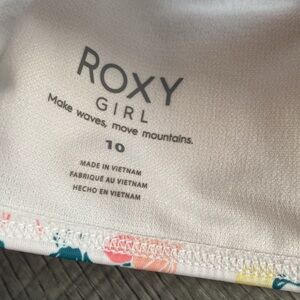 ROXY
GIRL
Make waves, move mountains.
10
MADE IN VIETNAM
FABRIQUÉ AU VIETNAM
HECHO EN VIETNAM